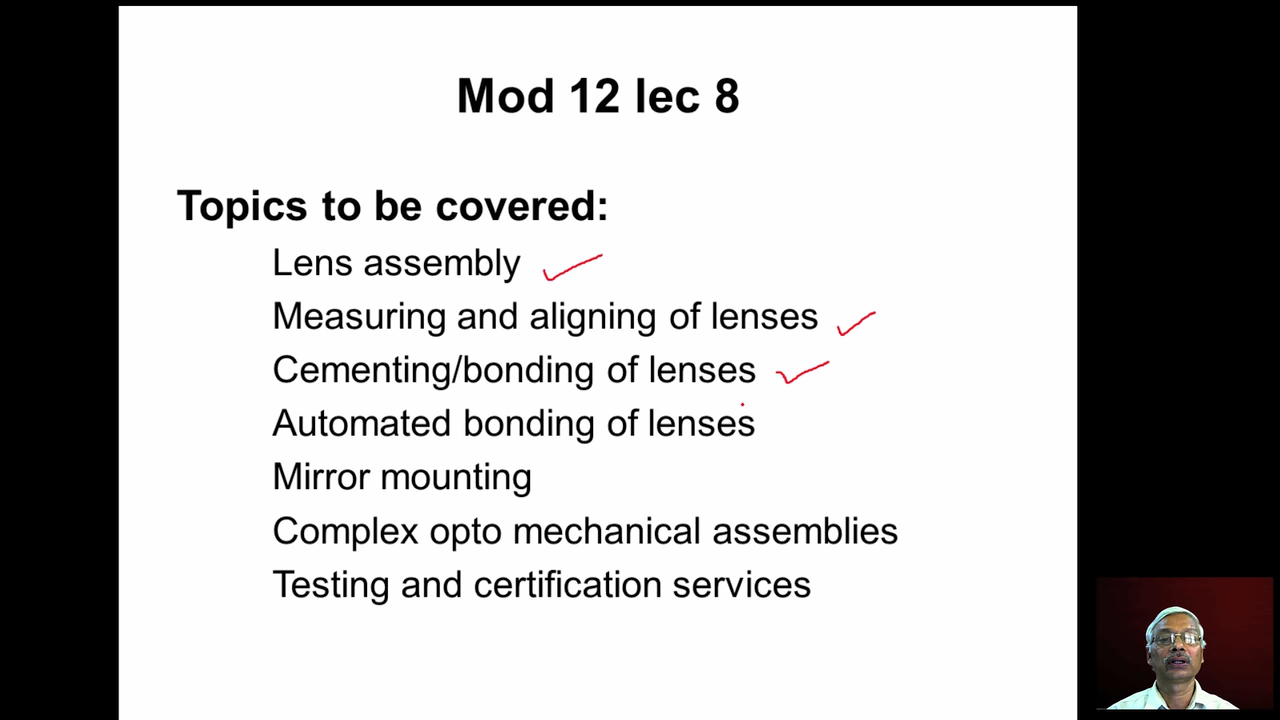 Mod 12 lec 8
Topics to be covered:
Lens assembly
Measuring and aligning of lenses
Cementing/bonding of lenses
Automated bonding of lenses
Mirror mounting
Complex opto mechanical assemblies
Testing and certification services